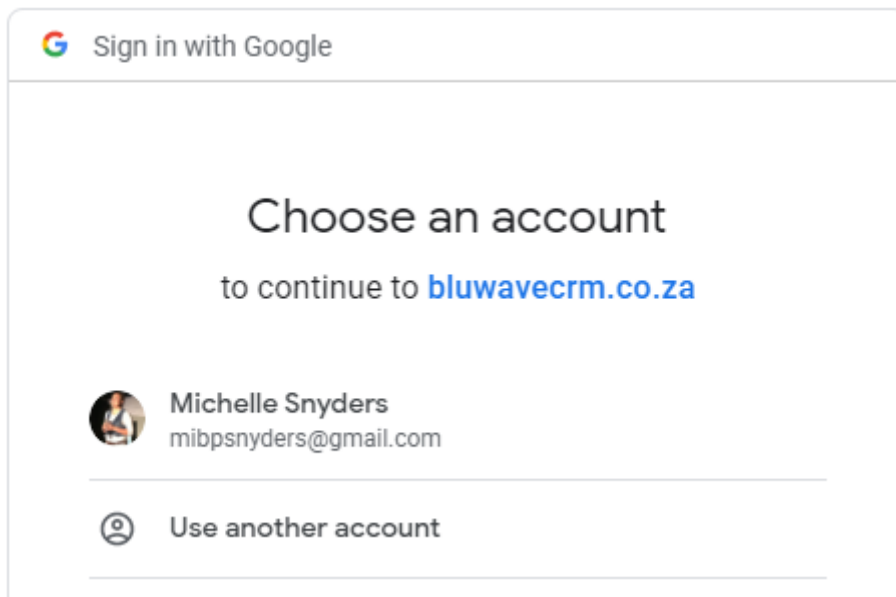 Sign in with Google
Choose an account
to continue to bluwavecrm.co.za
Michelle Snyders
mibpsnyders@gmail.com
Use another account